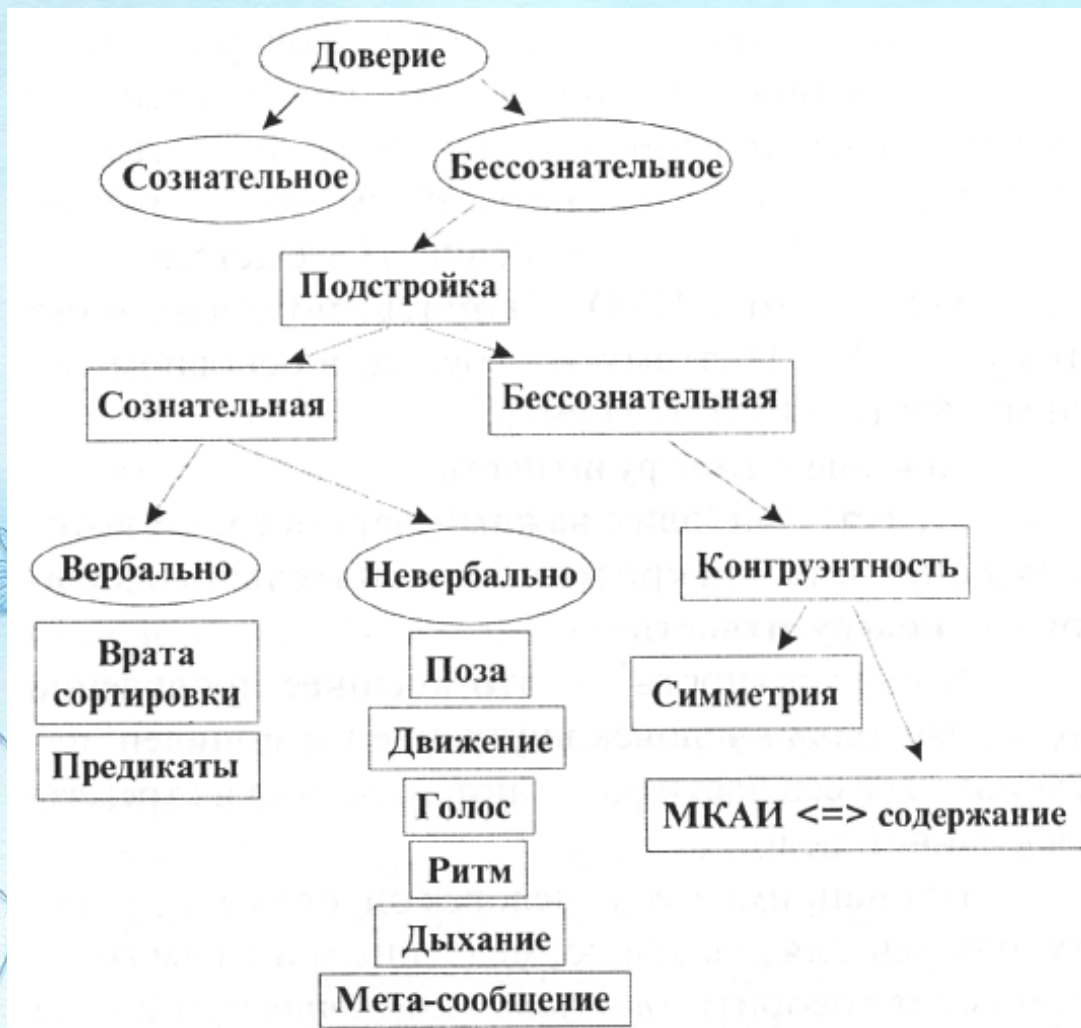 Доверие
Сознательное
Бессознательное
Подстройка
Сознательная
Бессознательная
Вербально
Невербально
Конгруэнтность
Врата
сортировки
Предикаты
Поза
Движение
Голос
Ритм
Дыхание
Мета-сообщение
Симметрия
МКАИ <=> содержание